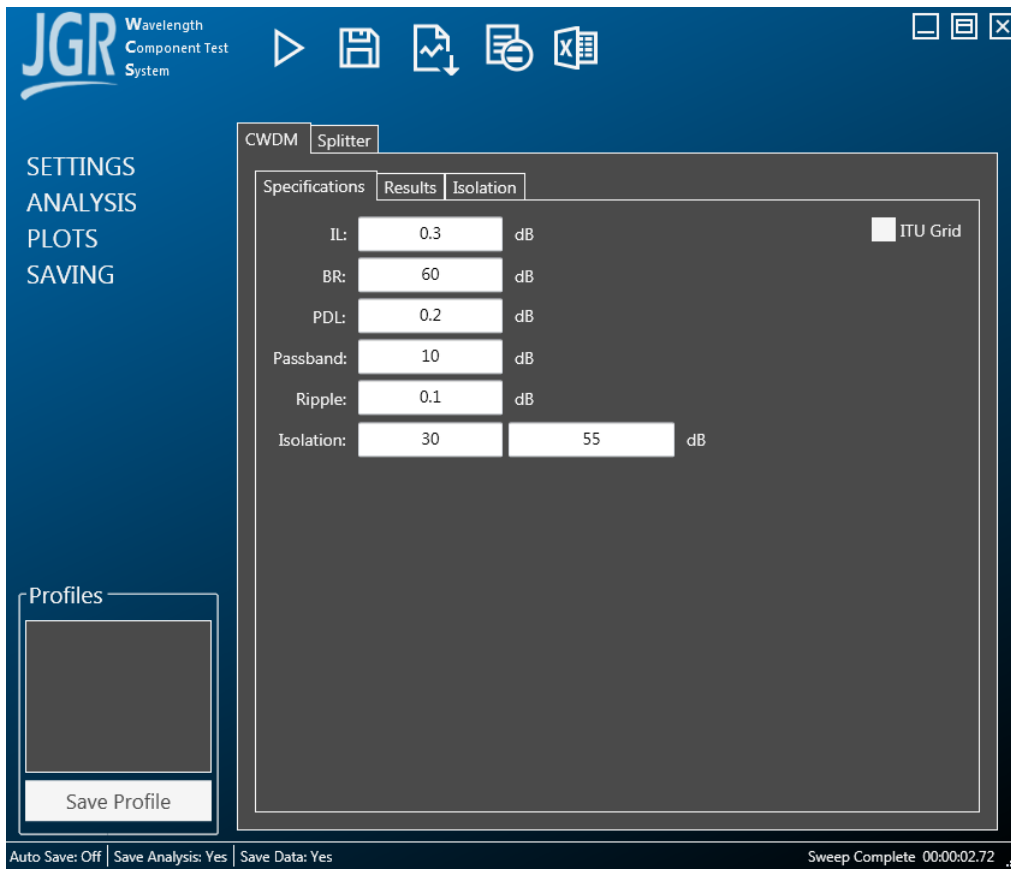 JGR Wavelength
Component Test
System
CWDM Splitter
SETTINGS
ANALYSIS
PLOTS
SAVING
Specifications Results Isolation
IL: 0.3 dB ITU Grid
BR: 60 dB
PDL: 0.2 dB
Passband: 10 dB
Ripple: 0.1 dB
Isolation: 30 55 dB
Profiles
Save Profile
Auto Save: Off Save Analysis: Yes Save Data: Yes Sweep Complete 00:00:02.72